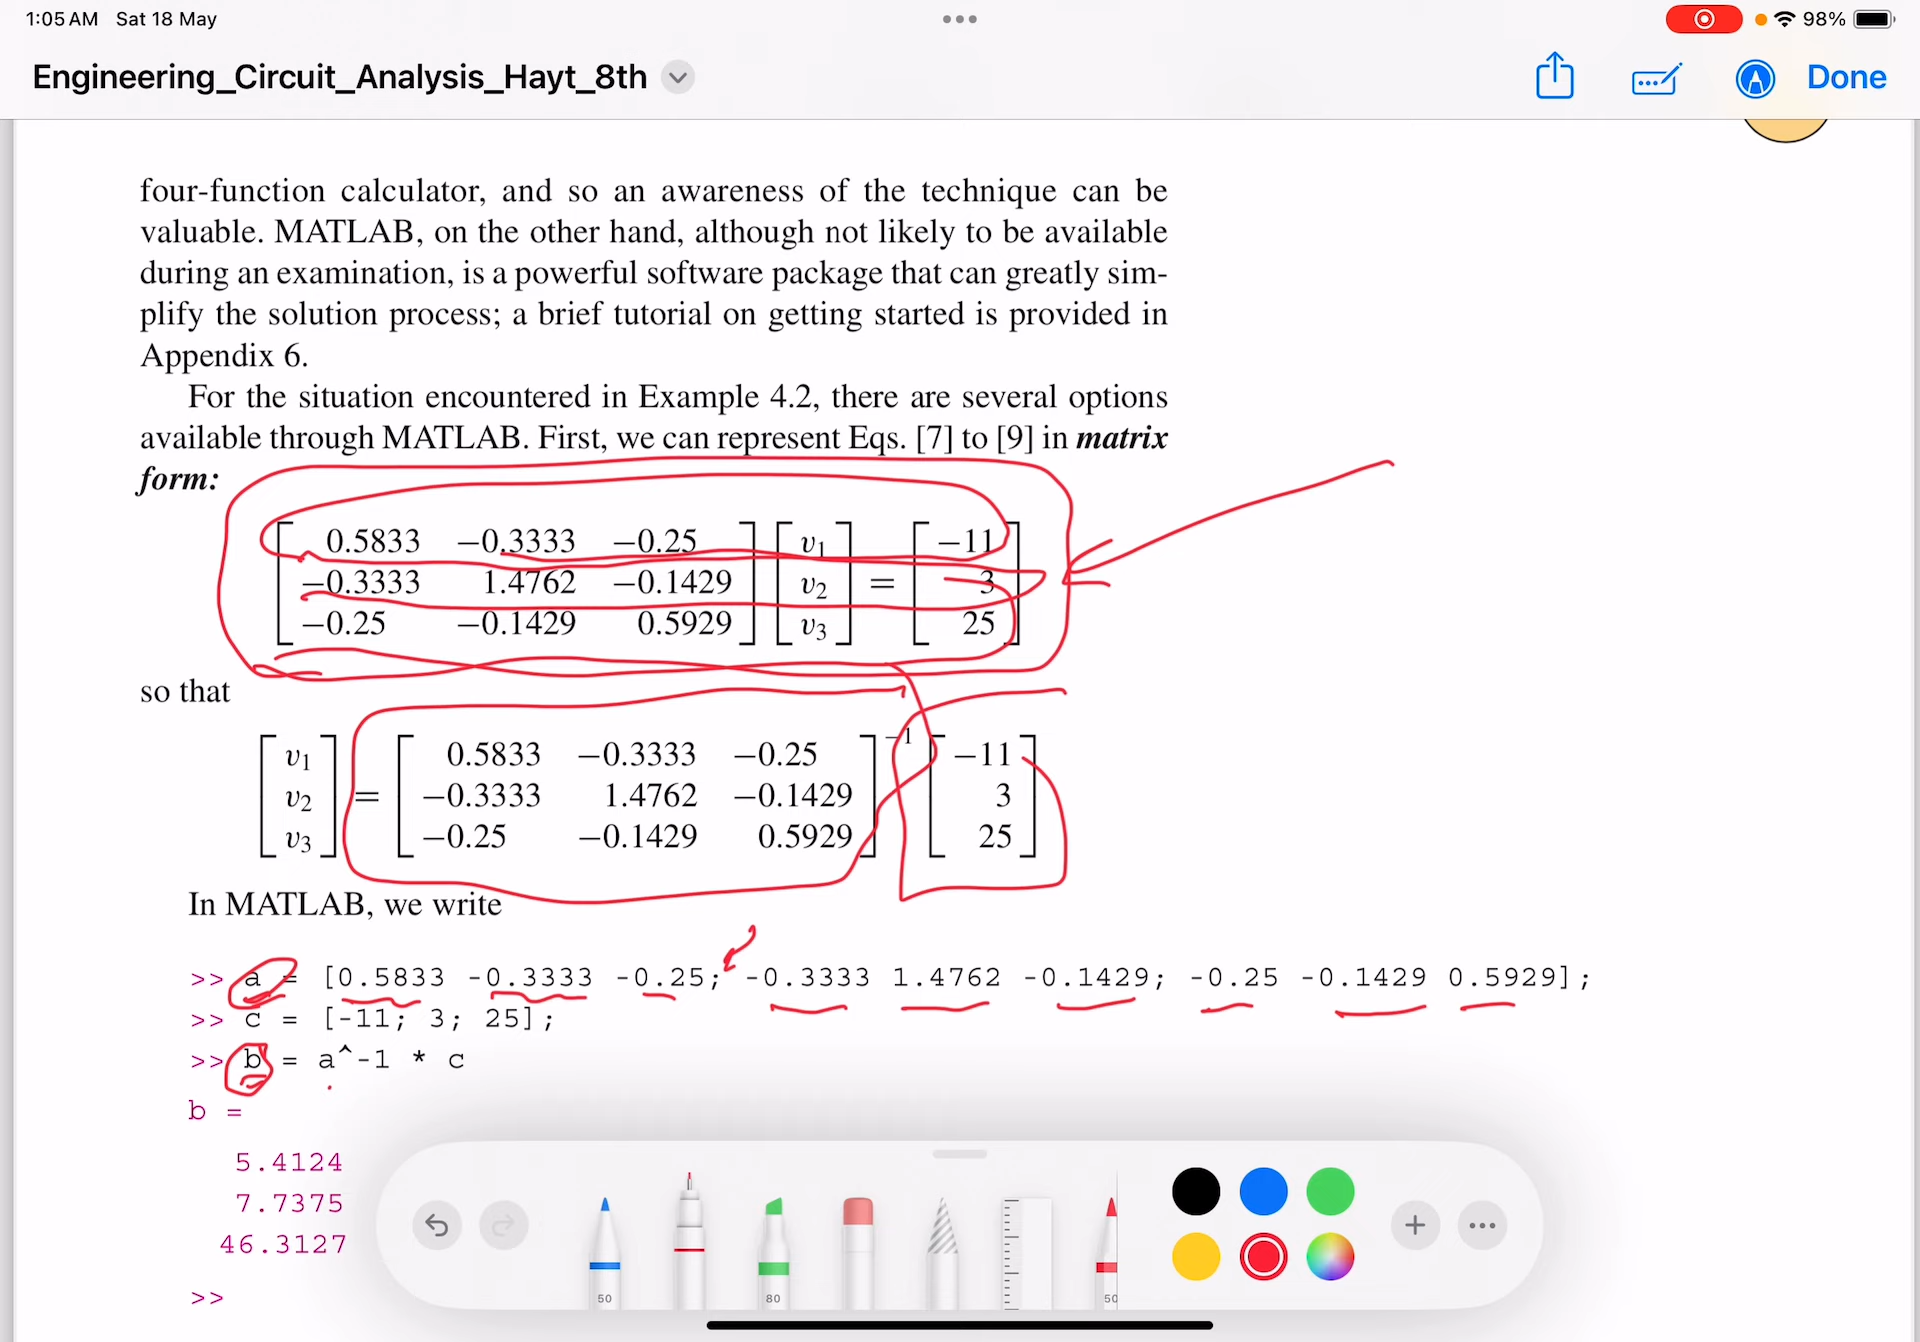 1:05 AM Sat 18 May
98%
Engineering_Circuit_Analysis_Hayt_8th
Done
four-function calculator, and so an awareness of the technique can be
valuable. MATLAB, on the other hand, although not likely to be available
during an examination, is a powerful software package that can greatly sim-
plify the solution process; a brief tutorial on getting started is provided in
Appendix 6.
For the situation encountered in Example 4.2, there are several options
available through MATLAB. First, we can represent Eqs. [7] to [9] in matrix
form:
[ 0.5833 −0.3333 −0.25 ] [ v1 ] [ −11 ]
[ −0.3333 1.4762 −0.1429 ] [ v2 ] = [ 3 ]
[ −0.25 −0.1429 0.5929 ] [ v3 ] [ 25 ]
so that
[ v1 ] [ 0.5833 −0.3333 −0.25 ]−1 [ −11 ]
[ v2 ] = [ −0.3333 1.4762 −0.1429 ] [ 3 ]
[ v3 ] [ −0.25 −0.1429 0.5929 ] [ 25 ]
In MATLAB, we write
>> a = [0.5833 -0.3333 -0.25; -0.3333 1.4762 -0.1429; -0.25 -0.1429 0.5929];
>> c = [-11; 3; 25];
>> b = a^-1 * c
b =
5.4124
7.7375
46.3127
>>
50 80 50